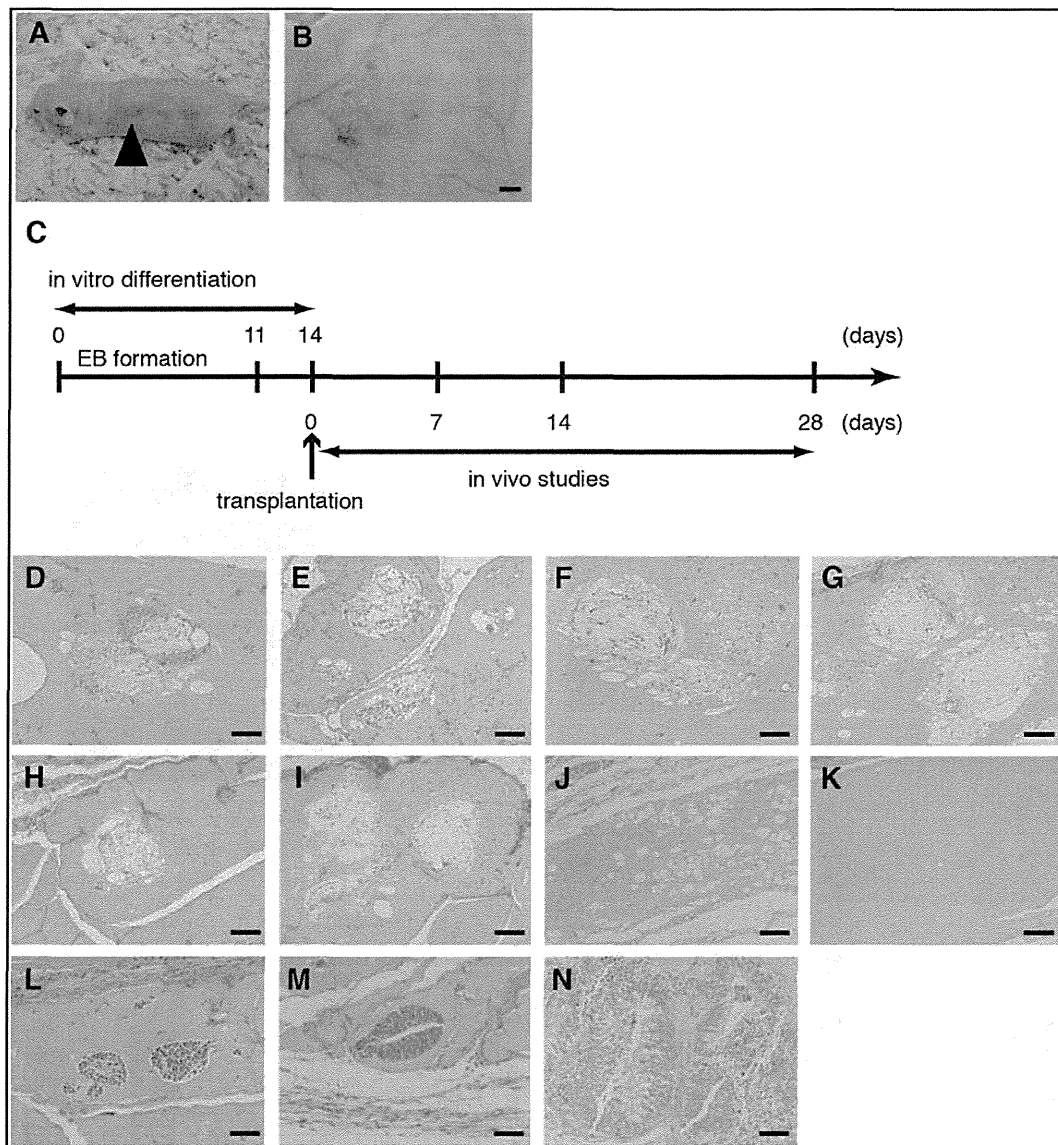 A
B
C
in vitro differentiation
0 11 14 (days)
EB formation
0 7 14 28 (days)
in vivo studies
transplantation
D
E
F
G
H
I
J
K
L
M
N